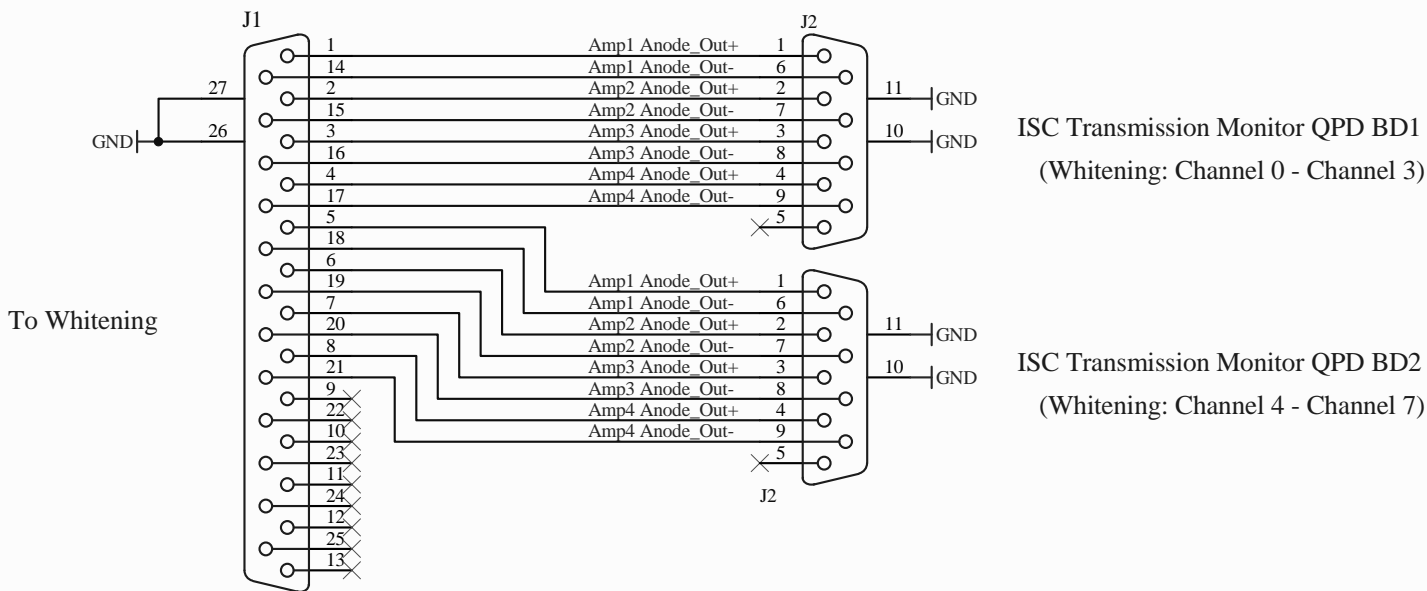 J1
J2
1 Amp1 Anode_Out+ 1
14 Amp1 Anode_Out- 6
27 2 Amp2 Anode_Out+ 2 11 GND
15 Amp2 Anode_Out- 7
GND 26 3 Amp3 Anode_Out+ 3 10 GND
16 Amp3 Anode_Out- 8
4 Amp4 Anode_Out+ 4
17 Amp4 Anode_Out- 9
5 5
ISC Transmission Monitor QPD BD1
(Whitening: Channel 0 - Channel 3)
18
6
19 Amp1 Anode_Out+ 1
7 Amp1 Anode_Out- 6
20 Amp2 Anode_Out+ 2 11 GND
8 Amp2 Anode_Out- 7
21 Amp3 Anode_Out+ 3 10 GND
9 Amp3 Anode_Out- 8
22 Amp4 Anode_Out+ 4
10 Amp4 Anode_Out- 9
23 5
11
24 J2
12
25
13
To Whitening
ISC Transmission Monitor QPD BD2
(Whitening: Channel 4 - Channel 7)